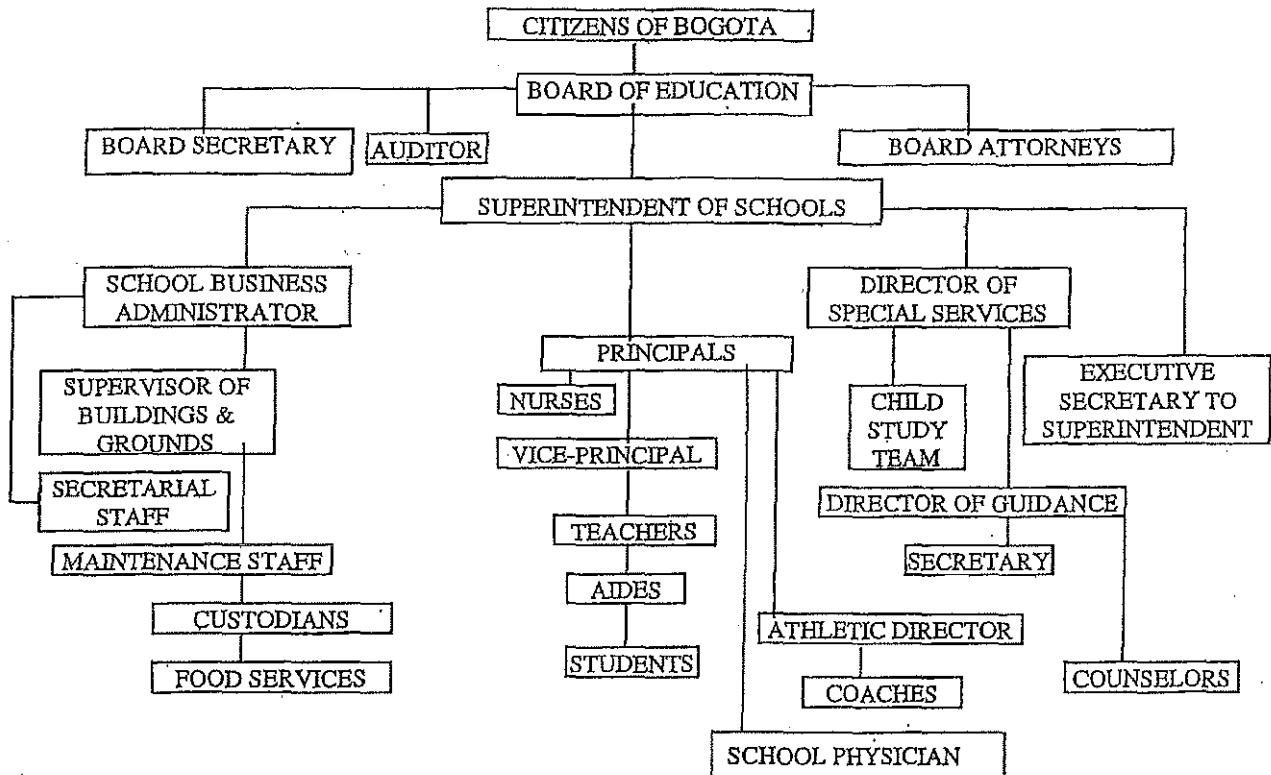 CITIZENS OF BOGOTA
BOARD OF EDUCATION
BOARD SECRETARY
AUDITOR
BOARD ATTORNEYS
SUPERINTENDENT OF SCHOOLS
SCHOOL BUSINESS
ADMINISTRATOR
DIRECTOR OF
SPECIAL SERVICES
PRINCIPALS
SUPERVISOR OF
BUILDINGS &
GROUNDS
NURSES
CHILD
STUDY
TEAM
EXECUTIVE
SECRETARY TO
SUPERINTENDENT
VICE-PRINCIPAL
SECRETARIAL
STAFF
DIRECTOR OF GUIDANCE
TEACHERS
MAINTENANCE STAFF
SECRETARY
AIDES
CUSTODIANS
ATHLETIC DIRECTOR
STUDENTS
FOOD SERVICES
COUNSELORS
COACHES
SCHOOL PHYSICIAN